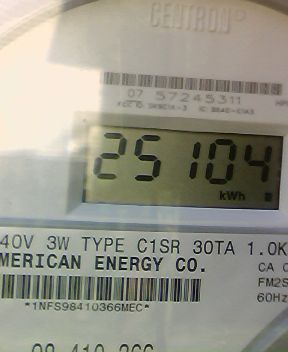 CENTRON
07 57245311
25104
kWh
40V 3W TYPE C1SR 30TA 1.0K
MERICAN ENERGY CO.
CA
FM2S
60Hz
*1NFS98410366MEC*